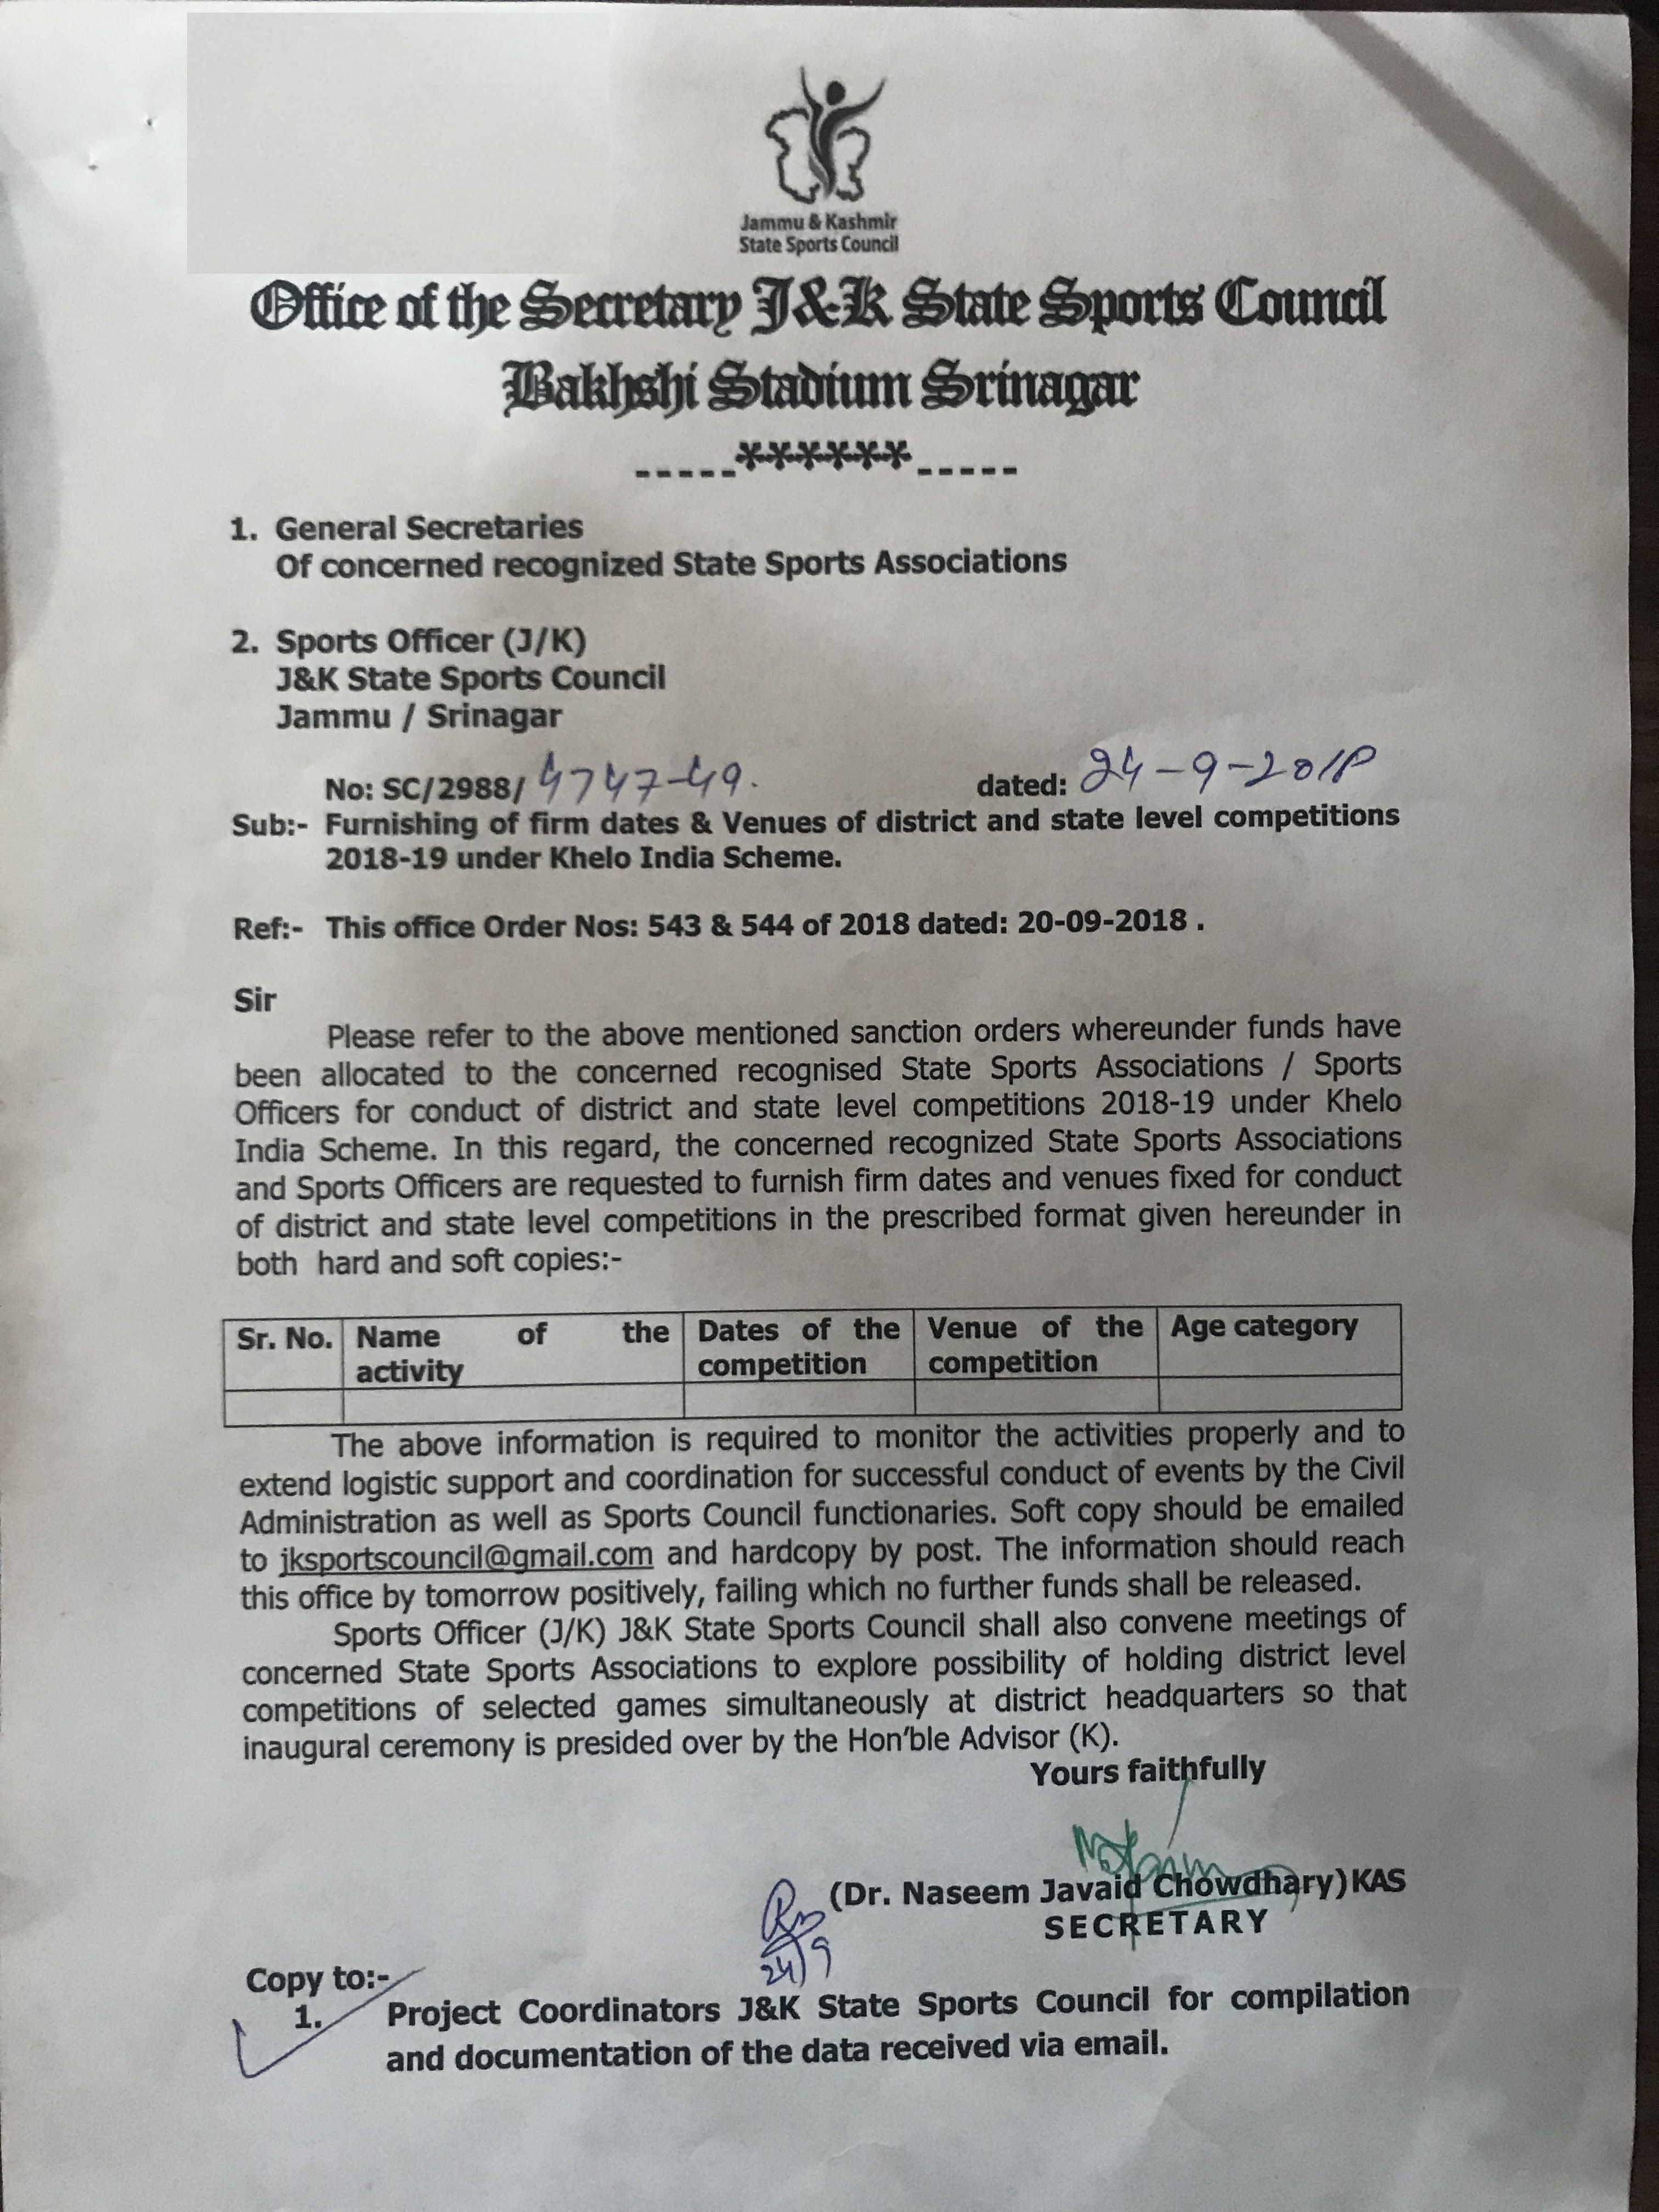 Jammu & Kashmir
State Sports Council
Office of the Secretary J&K State Sports Council
Bakhshi Stadium Srinagar
-----******-----
1. General Secretaries
Of concerned recognized State Sports Associations
2. Sports Officer (J/K)
J&K State Sports Council
Jammu / Srinagar
No: SC/2988/ 4747-49. dated: 24-9-2018
Sub:- Furnishing of firm dates & Venues of district and state level competitions
2018-19 under Khelo India Scheme.
Ref:- This office Order Nos: 543 & 544 of 2018 dated: 20-09-2018 .
Sir
Please refer to the above mentioned sanction orders whereunder funds have
been allocated to the concerned recognised State Sports Associations / Sports
Officers for conduct of district and state level competitions 2018-19 under Khelo
India Scheme. In this regard, the concerned recognized State Sports Associations
and Sports Officers are requested to furnish firm dates and venues fixed for conduct
of district and state level competitions in the prescribed format given hereunder in
both hard and soft copies:-
Sr. No. Name of the Dates of the Venue of the Age category
activity competition competition
The above information is required to monitor the activities properly and to
extend logistic support and coordination for successful conduct of events by the Civil
Administration as well as Sports Council functionaries. Soft copy should be emailed
to jksportscouncil@gmail.com and hardcopy by post. The information should reach
this office by tomorrow positively, failing which no further funds shall be released.
Sports Officer (J/K) J&K State Sports Council shall also convene meetings of
concerned State Sports Associations to explore possibility of holding district level
competitions of selected games simultaneously at district headquarters so that
inaugural ceremony is presided over by the Hon'ble Advisor (K).
Yours faithfully
(Dr. Naseem Javaid Chowdhary)KAS
SECRETARY
24/9
Copy to:-
1. Project Coordinators J&K State Sports Council for compilation
and documentation of the data received via email.